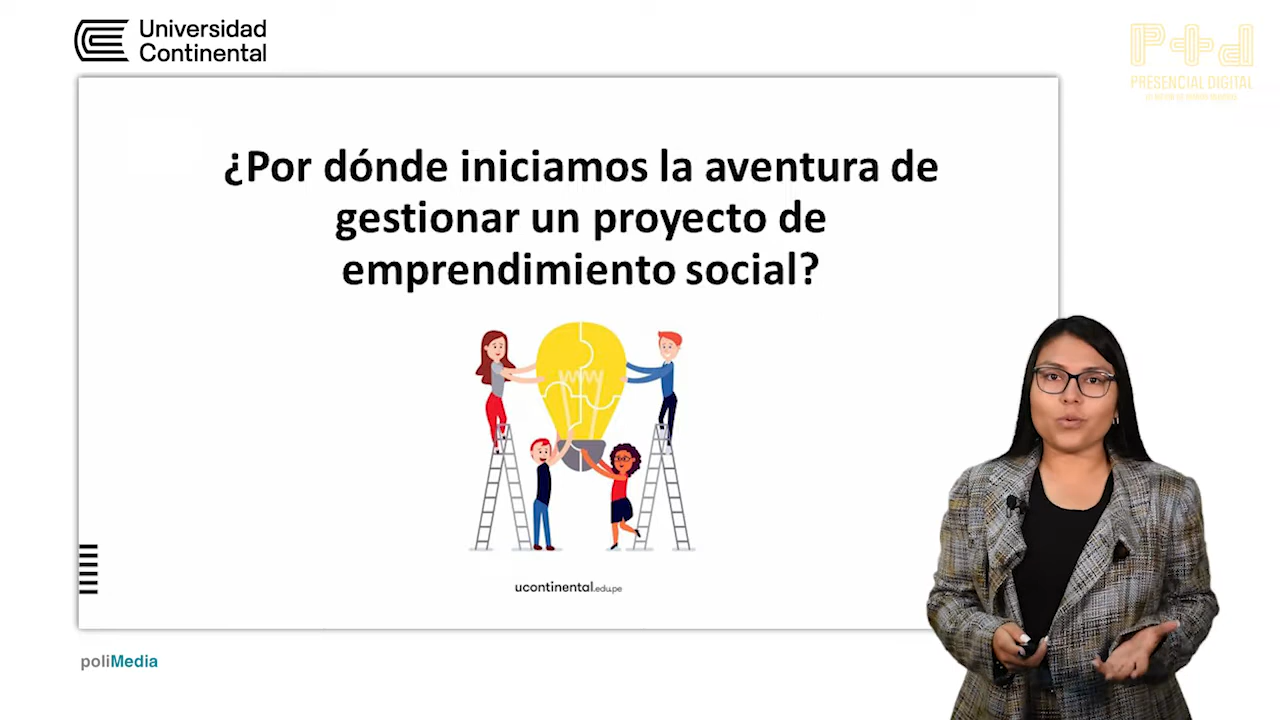 Universidad
Continental
P+d
PRESENCIAL DIGITAL
¿Por dónde iniciamos la aventura de
gestionar un proyecto de
emprendimiento social?
ucontinental.edu.pe
poliMedia